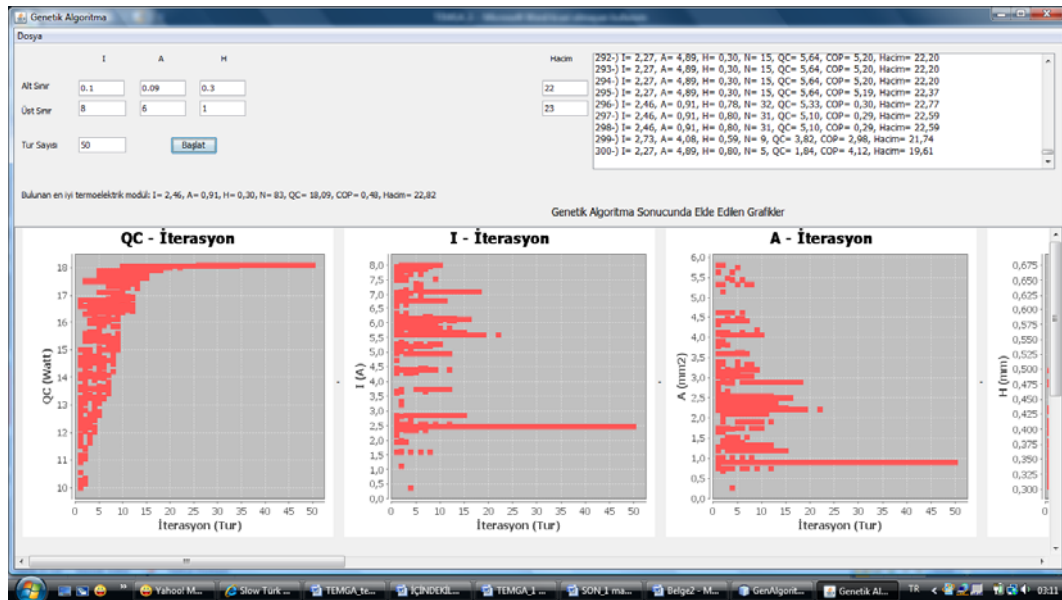 Genetik Algoritma
Dosya
I A H Hacim
Alt Sınır 0.1 0.09 0.3 22
Üst Sınır 8 6 1 23
Tur Sayısı 50 Başlat
292-) I= 2,27, A= 4,89, H= 0,30, N= 15, QC= 5,64, COP= 5,20, Hacim= 22,20
293-) I= 2,27, A= 4,89, H= 0,30, N= 15, QC= 5,64, COP= 5,20, Hacim= 22,20
294-) I= 2,27, A= 4,89, H= 0,30, N= 15, QC= 5,64, COP= 5,20, Hacim= 22,20
295-) I= 2,27, A= 4,89, H= 0,30, N= 15, QC= 5,64, COP= 5,19, Hacim= 22,37
296-) I= 2,46, A= 0,91, H= 0,78, N= 32, QC= 5,33, COP= 0,30, Hacim= 22,77
297-) I= 2,46, A= 0,91, H= 0,80, N= 31, QC= 5,10, COP= 0,29, Hacim= 22,59
298-) I= 2,46, A= 0,91, H= 0,80, N= 31, QC= 5,10, COP= 0,29, Hacim= 22,59
299-) I= 2,73, A= 4,08, H= 0,59, N= 9, QC= 3,82, COP= 2,98, Hacim= 21,74
300-) I= 2,27, A= 4,89, H= 0,80, N= 5, QC= 1,84, COP= 4,12, Hacim= 19,61
Bulunan en iyi termoelektrik modül: I= 2,46, A= 0,91, H= 0,30, N= 83, QC= 18,09, COP= 0,48, Hacim= 22,82
Genetik Algoritma Sonucunda Elde Edilen Grafikler
QC - İterasyon
QC (Watt)
18
17
16
15
14
13
12
11
10
0 5 10 15 20 25 30 35 40 45 50
İterasyon (Tur)
I - İterasyon
I (A)
8,0
7,5
7,0
6,5
6,0
5,5
5,0
4,5
4,0
3,5
3,0
2,5
2,0
1,5
1,0
0,5
0,0
0 5 10 15 20 25 30 35 40 45 50
İterasyon (Tur)
A - İterasyon
A (mm2)
6,0
5,5
5,0
4,5
4,0
3,5
3,0
2,5
2,0
1,5
1,0
0,5
0,0
0 5 10 15 20 25 30 35 40 45 50
İterasyon (Tur)
H (mm)
0,675
0,650
0,625
0,600
0,575
0,550
0,525
0,500
0,475
0,450
0,425
0,400
0,375
0,350
0,325
0,300
0
Yahoo! M... Slow Türk ... TEMGA_te... İÇİNDEKİL... TEMGA_1 ... SON_1 ma... Belge2 - M... GenAlgorit... Genetik Al... TR 03:11